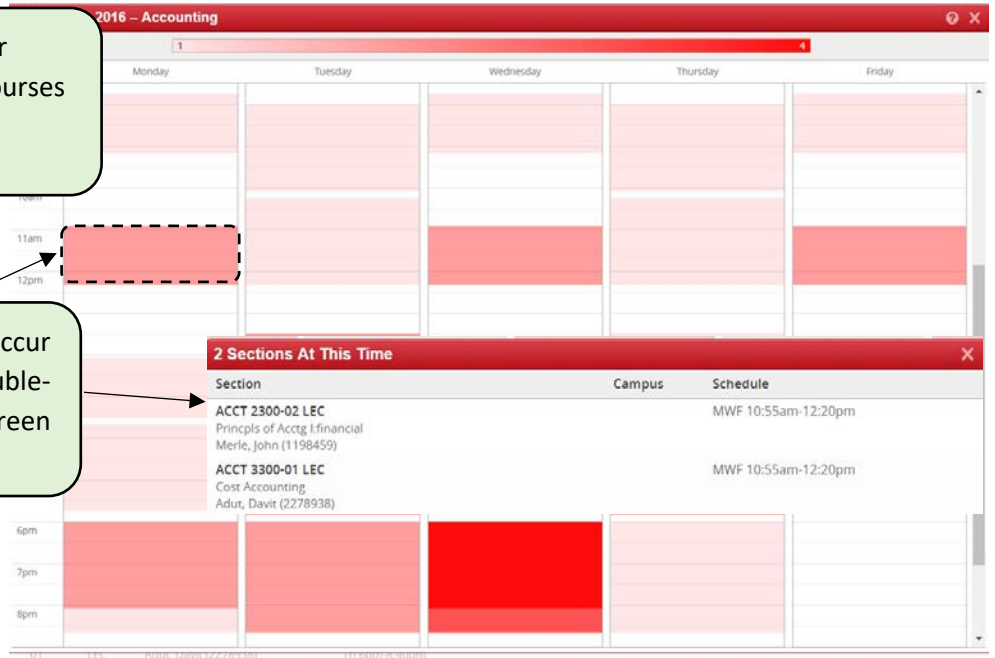 2016 – Accounting
r
ourses
1
4
Monday
Tuesday
Wednesday
Thursday
Friday
10am
11am
12pm
ccur
uble-
reen
2 Sections At This Time
Section Campus Schedule
ACCT 2300-02 LEC MWF 10:55am-12:20pm
Princpls of Acctg I:financial
Merle, John (1198459)
ACCT 3300-01 LEC MWF 10:55am-12:20pm
Cost Accounting
Adut, Davit (2278938)
6pm
7pm
8pm